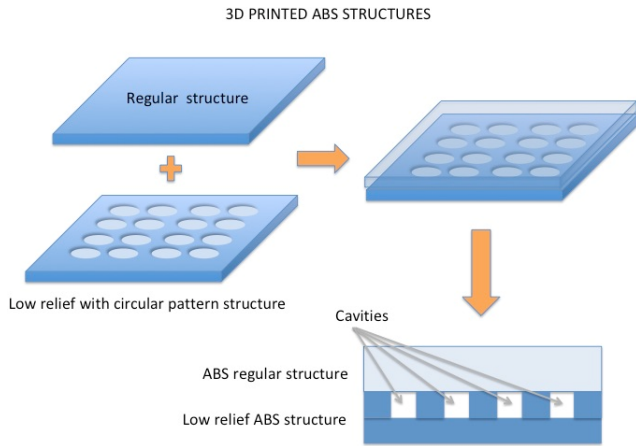 3D PRINTED ABS STRUCTURES
Regular structure
Low relief with circular pattern structure
Cavities
ABS regular structure
Low relief ABS structure